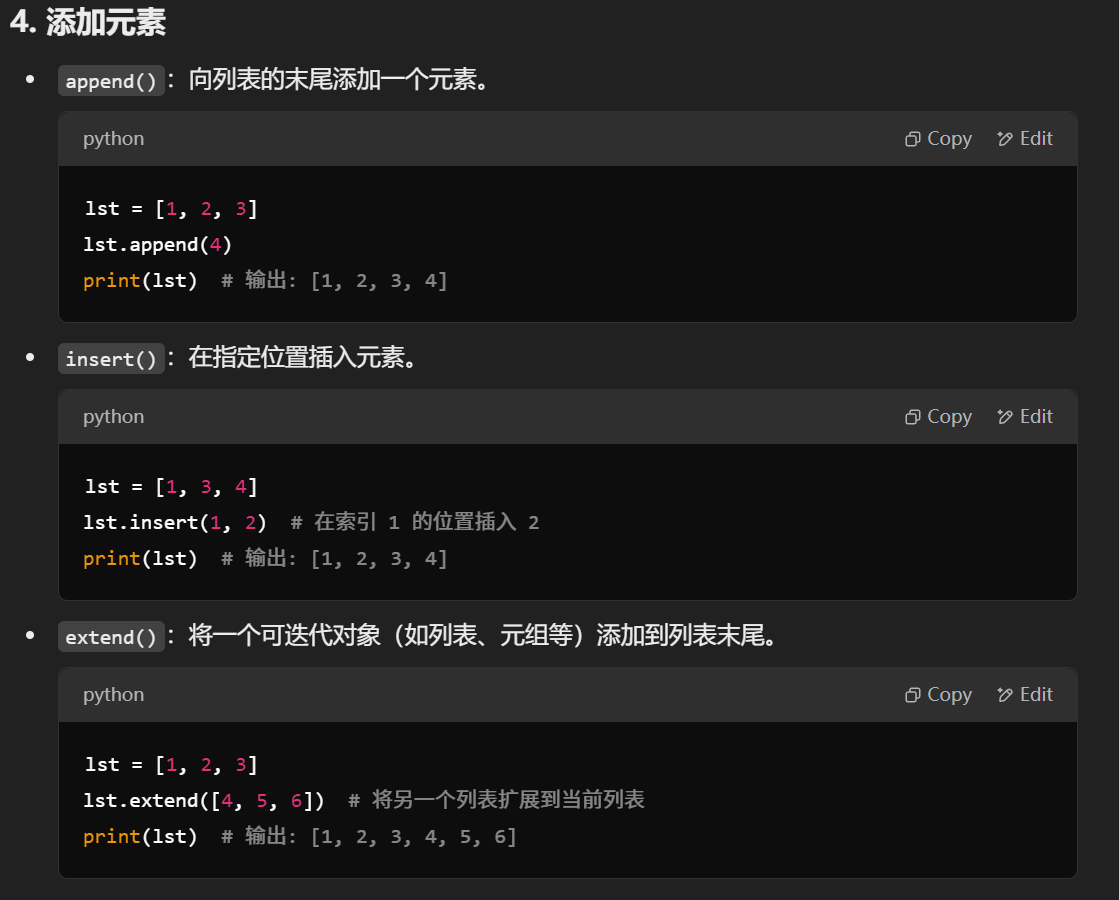 4. 添加元素
append()：向列表的末尾添加一个元素。
python Copy Edit
lst = [1, 2, 3]
lst.append(4)
print(lst)  # 输出: [1, 2, 3, 4]
insert()：在指定位置插入元素。
python Copy Edit
lst = [1, 3, 4]
lst.insert(1, 2)  # 在索引 1 的位置插入 2
print(lst)  # 输出: [1, 2, 3, 4]
extend()：将一个可迭代对象（如列表、元组等）添加到列表末尾。
python Copy Edit
lst = [1, 2, 3]
lst.extend([4, 5, 6])  # 将另一个列表扩展到当前列表
print(lst)  # 输出: [1, 2, 3, 4, 5, 6]